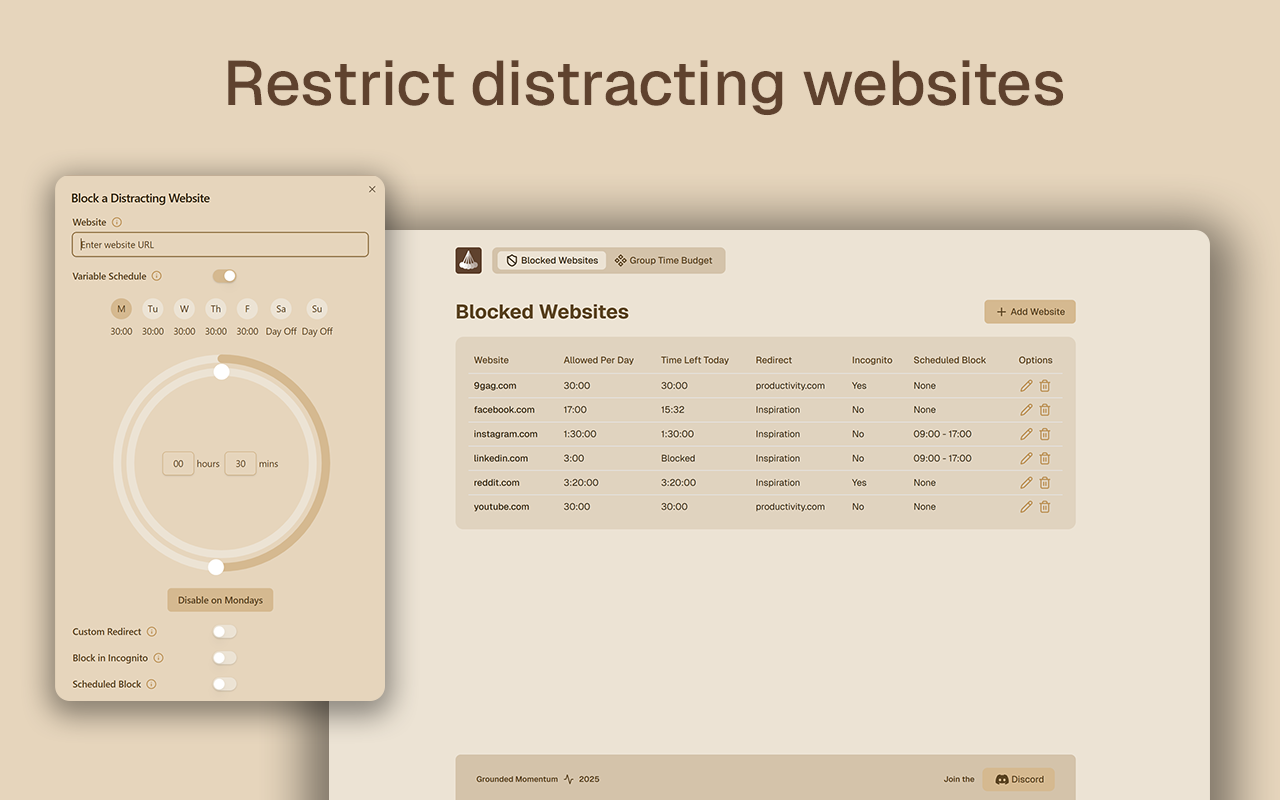 Restrict distracting websites
Block a Distracting Website
Website
Enter website URL
Variable Schedule
M Tu W Th F Sa Su
30:00 30:00 30:00 30:00 30:00 Day Off Day Off
00 hours 30 mins
Disable on Mondays
Custom Redirect
Block in Incognito
Scheduled Block
Blocked Websites Group Time Budget
Blocked Websites
Add Website
Website Allowed Per Day Time Left Today Redirect Incognito Scheduled Block Options
9gag.com 30:00 30:00 productivity.com Yes None
facebook.com 17:00 15:32 Inspiration No None
instagram.com 1:30:00 1:30:00 Inspiration No 09:00 - 17:00
linkedin.com 3:00 Blocked Inspiration No 09:00 - 17:00
reddit.com 3:20:00 3:20:00 Inspiration Yes None
youtube.com 30:00 30:00 productivity.com No None
Grounded Momentum 2025
Join the Discord